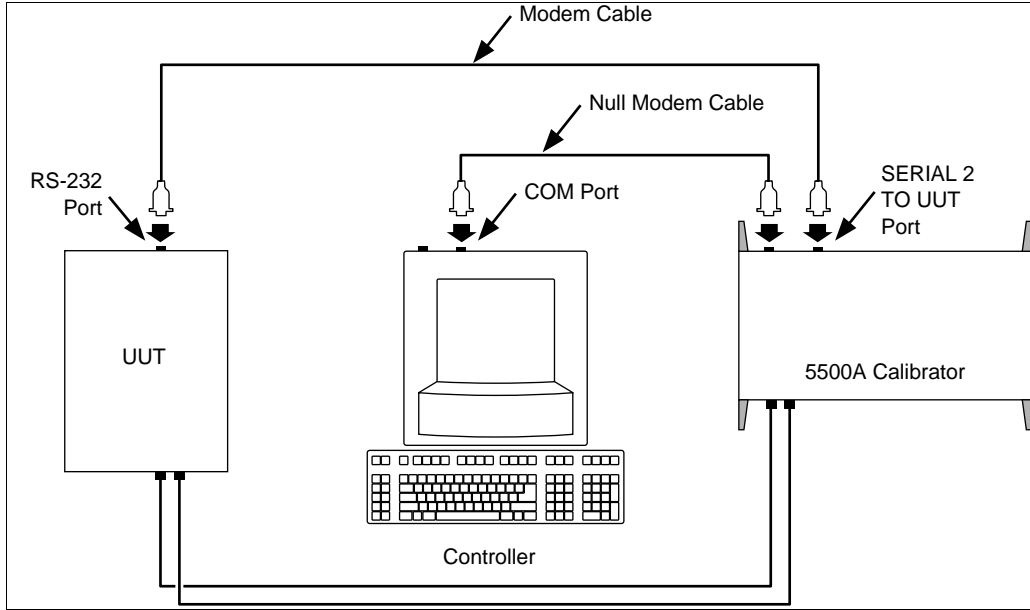 Modem Cable
Null Modem Cable
RS-232
Port
COM Port
SERIAL 2
TO UUT
Port
UUT
5500A Calibrator
Controller